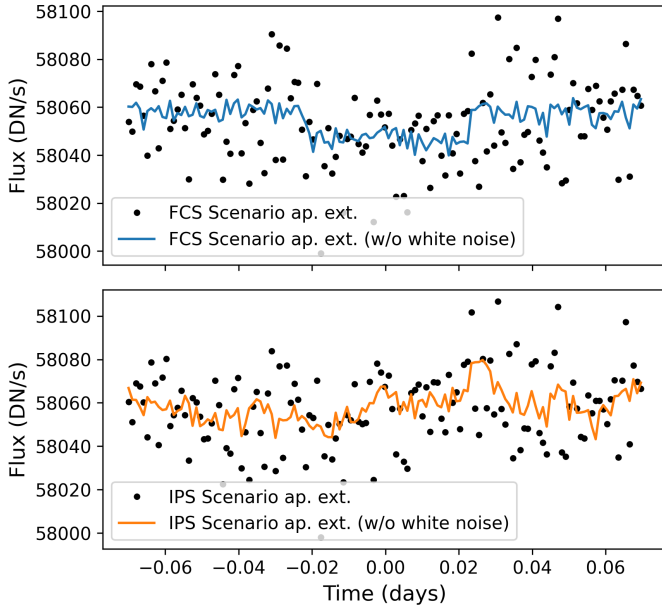 58100
58080
58060
58040
58020
58000
Flux (DN/s)
FCS Scenario ap. ext.
FCS Scenario ap. ext. (w/o white noise)
58100
58080
58060
58040
58020
58000
Flux (DN/s)
IPS Scenario ap. ext.
IPS Scenario ap. ext. (w/o white noise)
−0.06 −0.04 −0.02 0.00 0.02 0.04 0.06
Time (days)